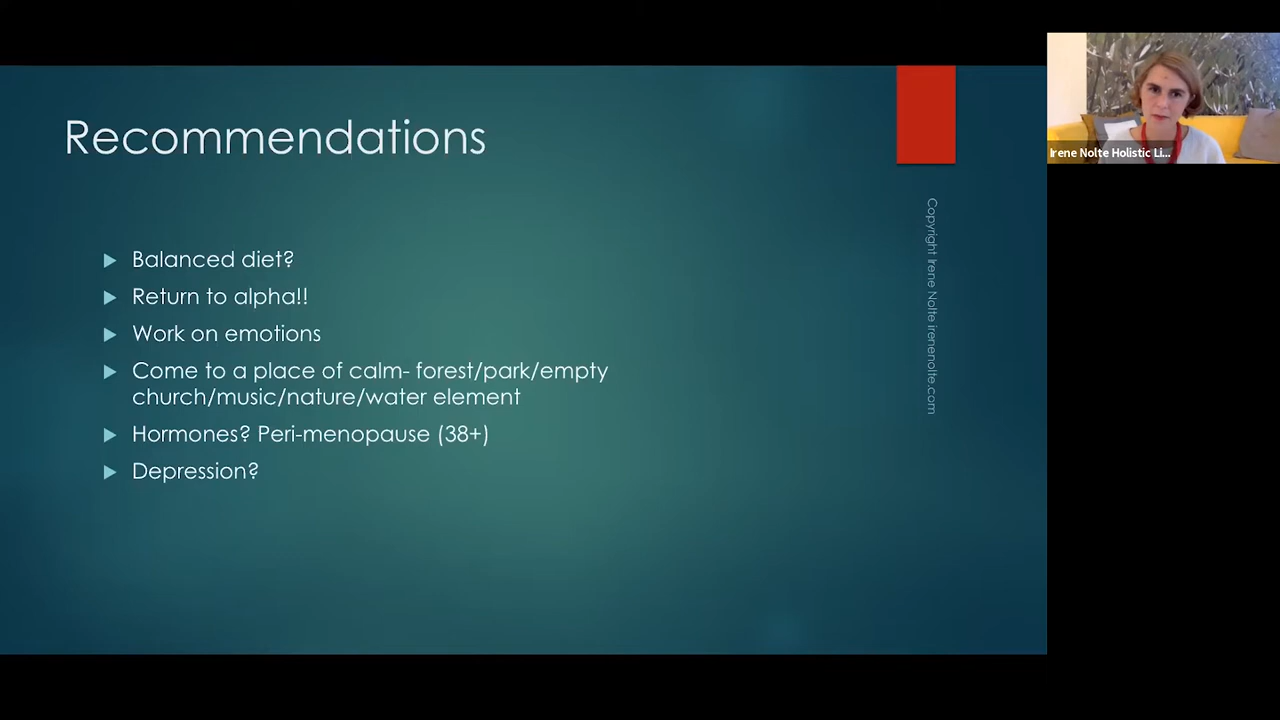 Recommendations
Balanced diet?
Return to alpha!!
Work on emotions
Come to a place of calm- forest/park/empty
church/music/nature/water element
Hormones? Peri-menopause (38+)
Depression?
Copyright Irene Nolte irenenolte.com
Irene Nolte Holistic Li...